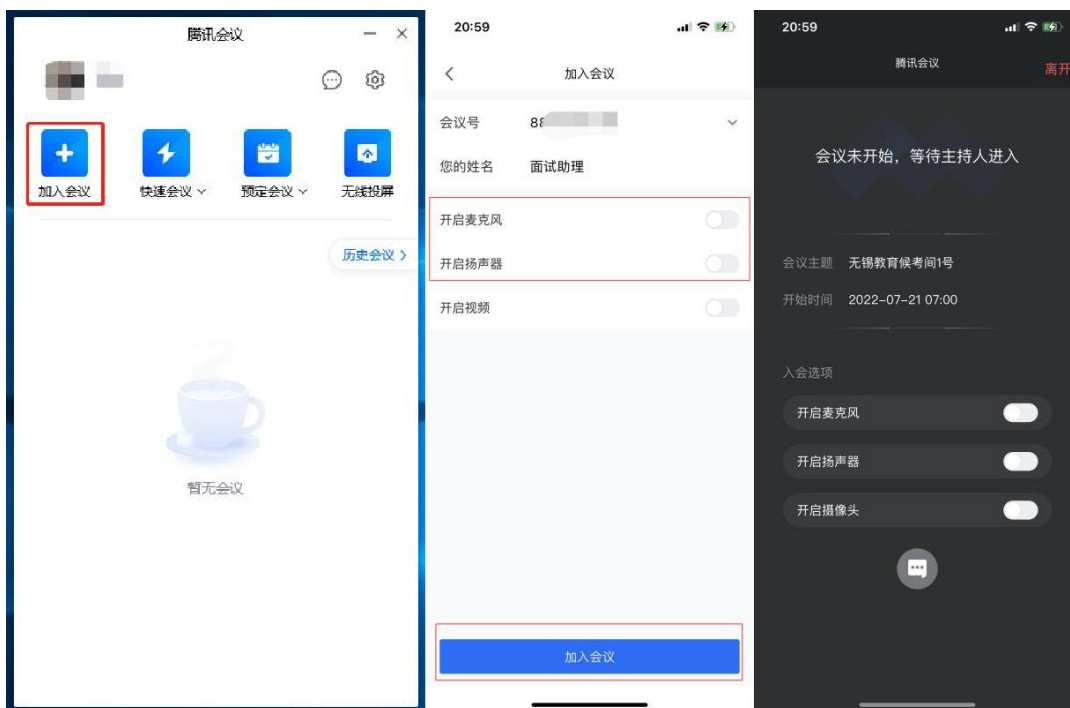 腾讯会议
加入会议
快速会议
预定会议
无线投屏
历史会议
暂无会议
20:59
加入会议
会议号 88
您的姓名 面试助理
开启麦克风
开启扬声器
开启视频
加入会议
20:59
腾讯会议
离开
会议未开始，等待主持人进入
会议主题 无锡教育候考间1号
开始时间 2022-07-21 07:00
入会选项
开启麦克风
开启扬声器
开启摄像头